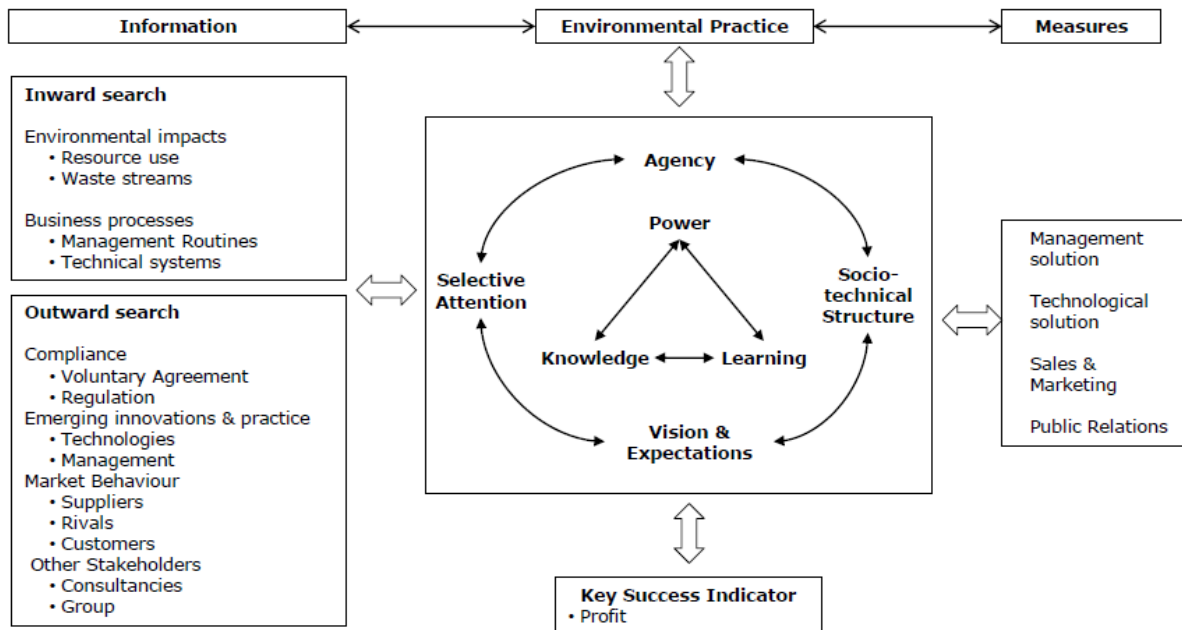 Information
Environmental Practice
Measures
Inward search
Environmental impacts
• Resource use
• Waste streams
Business processes
• Management Routines
• Technical systems
Outward search
Compliance
• Voluntary Agreement
• Regulation
Emerging innovations & practice
• Technologies
• Management
Market Behaviour
• Suppliers
• Rivals
• Customers
Other Stakeholders
• Consultancies
• Group
Agency
Power
Selective
Attention
Socio-
technical
Structure
Knowledge
Learning
Vision &
Expectations
Management
solution
Technological
solution
Sales &
Marketing
Public Relations
Key Success Indicator
• Profit